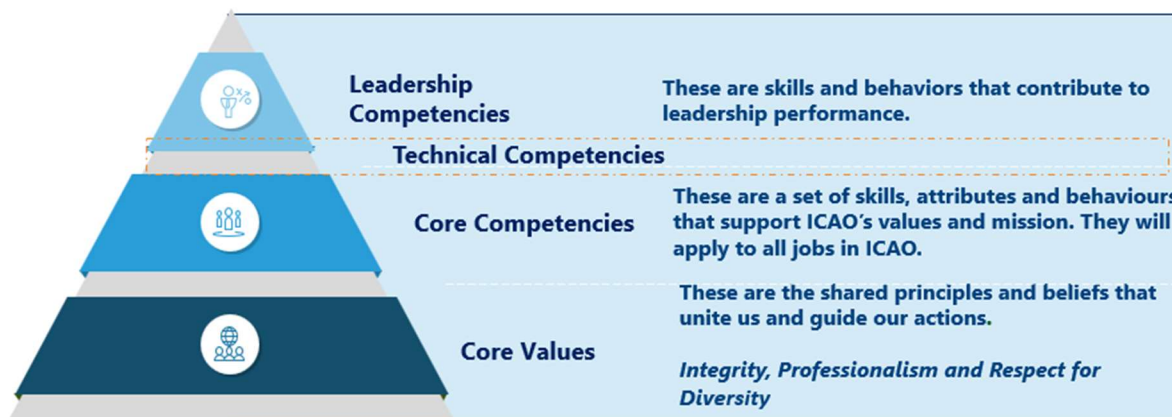 Leadership
Competencies
These are skills and behaviors that contribute to
leadership performance.
Technical Competencies
Core Competencies
These are a set of skills, attributes and behaviours
that support ICAO's values and mission. They will
apply to all jobs in ICAO.
Core Values
These are the shared principles and beliefs that
unite us and guide our actions.
Integrity, Professionalism and Respect for
Diversity